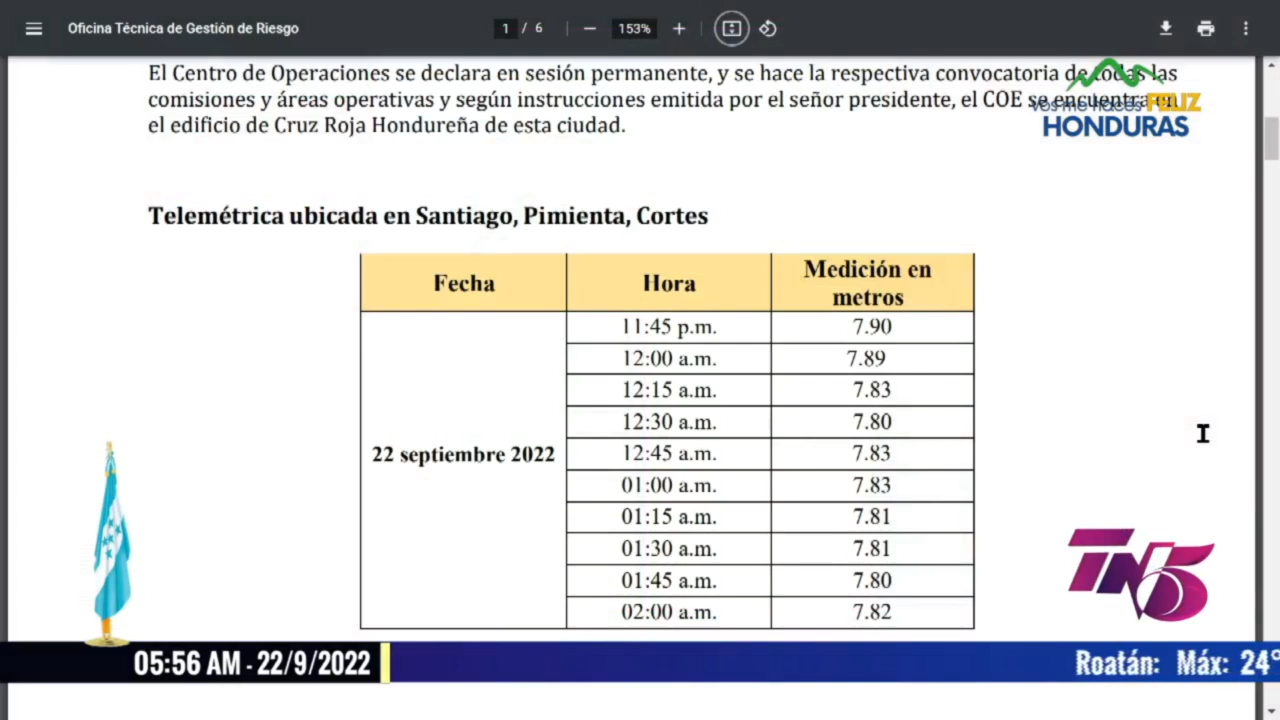 Oficina Técnica de Gestión de Riesgo
1 / 6
153%
El Centro de Operaciones se declara en sesión permanente, y se hace la respectiva convocatoria de todas las
comisiones y áreas operativas y según instrucciones emitida por el señor presidente, el COE se encuentra en
el edificio de Cruz Roja Hondureña de esta ciudad.
Vos me haces FELIZ
HONDURAS
Telemétrica ubicada en Santiago, Pimienta, Cortes
Fecha Hora Medición en
metros
11:45 p.m. 7.90
12:00 a.m. 7.89
12:15 a.m. 7.83
12:30 a.m. 7.80
22 septiembre 2022 12:45 a.m. 7.83
01:00 a.m. 7.83
01:15 a.m. 7.81
01:30 a.m. 7.81
01:45 a.m. 7.80
02:00 a.m. 7.82
TN5
05:56 AM - 22/9/2022
Roatán: Máx: 24°